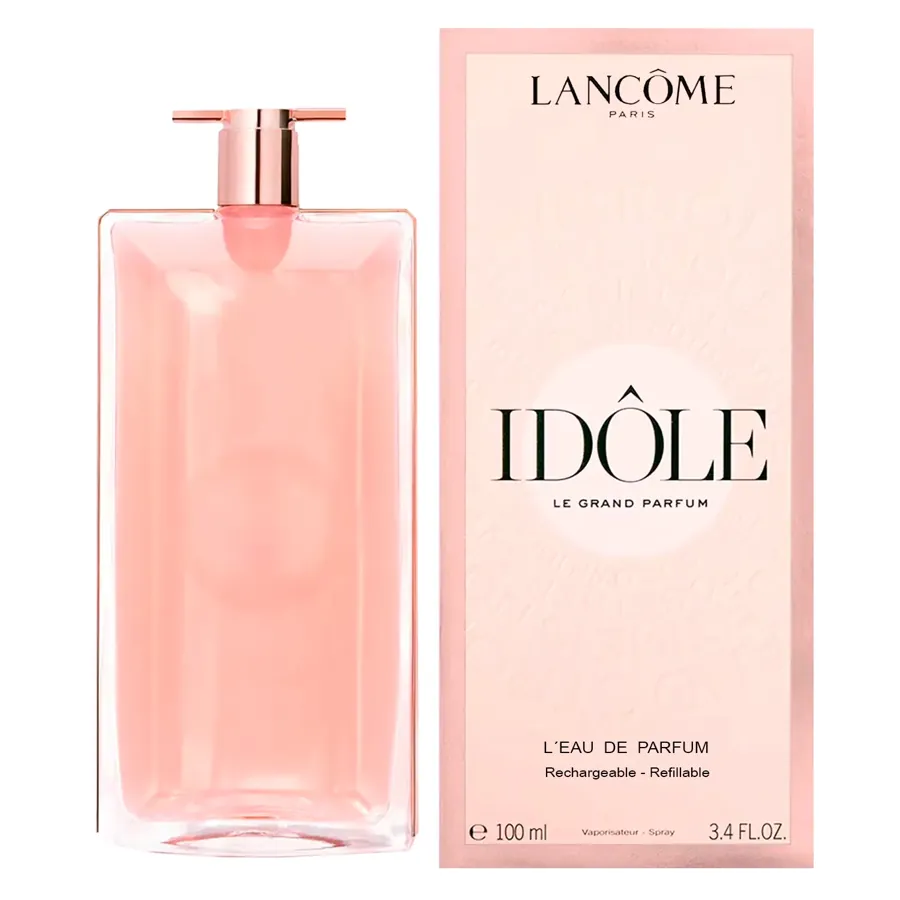 LANCÔME
PARIS
IDÔLE
LE GRAND PARFUM
L´EAU DE PARFUM
Rechargeable - Refillable
℮ 100 ml Vaporisateur - Spray 3.4 FL.OZ.